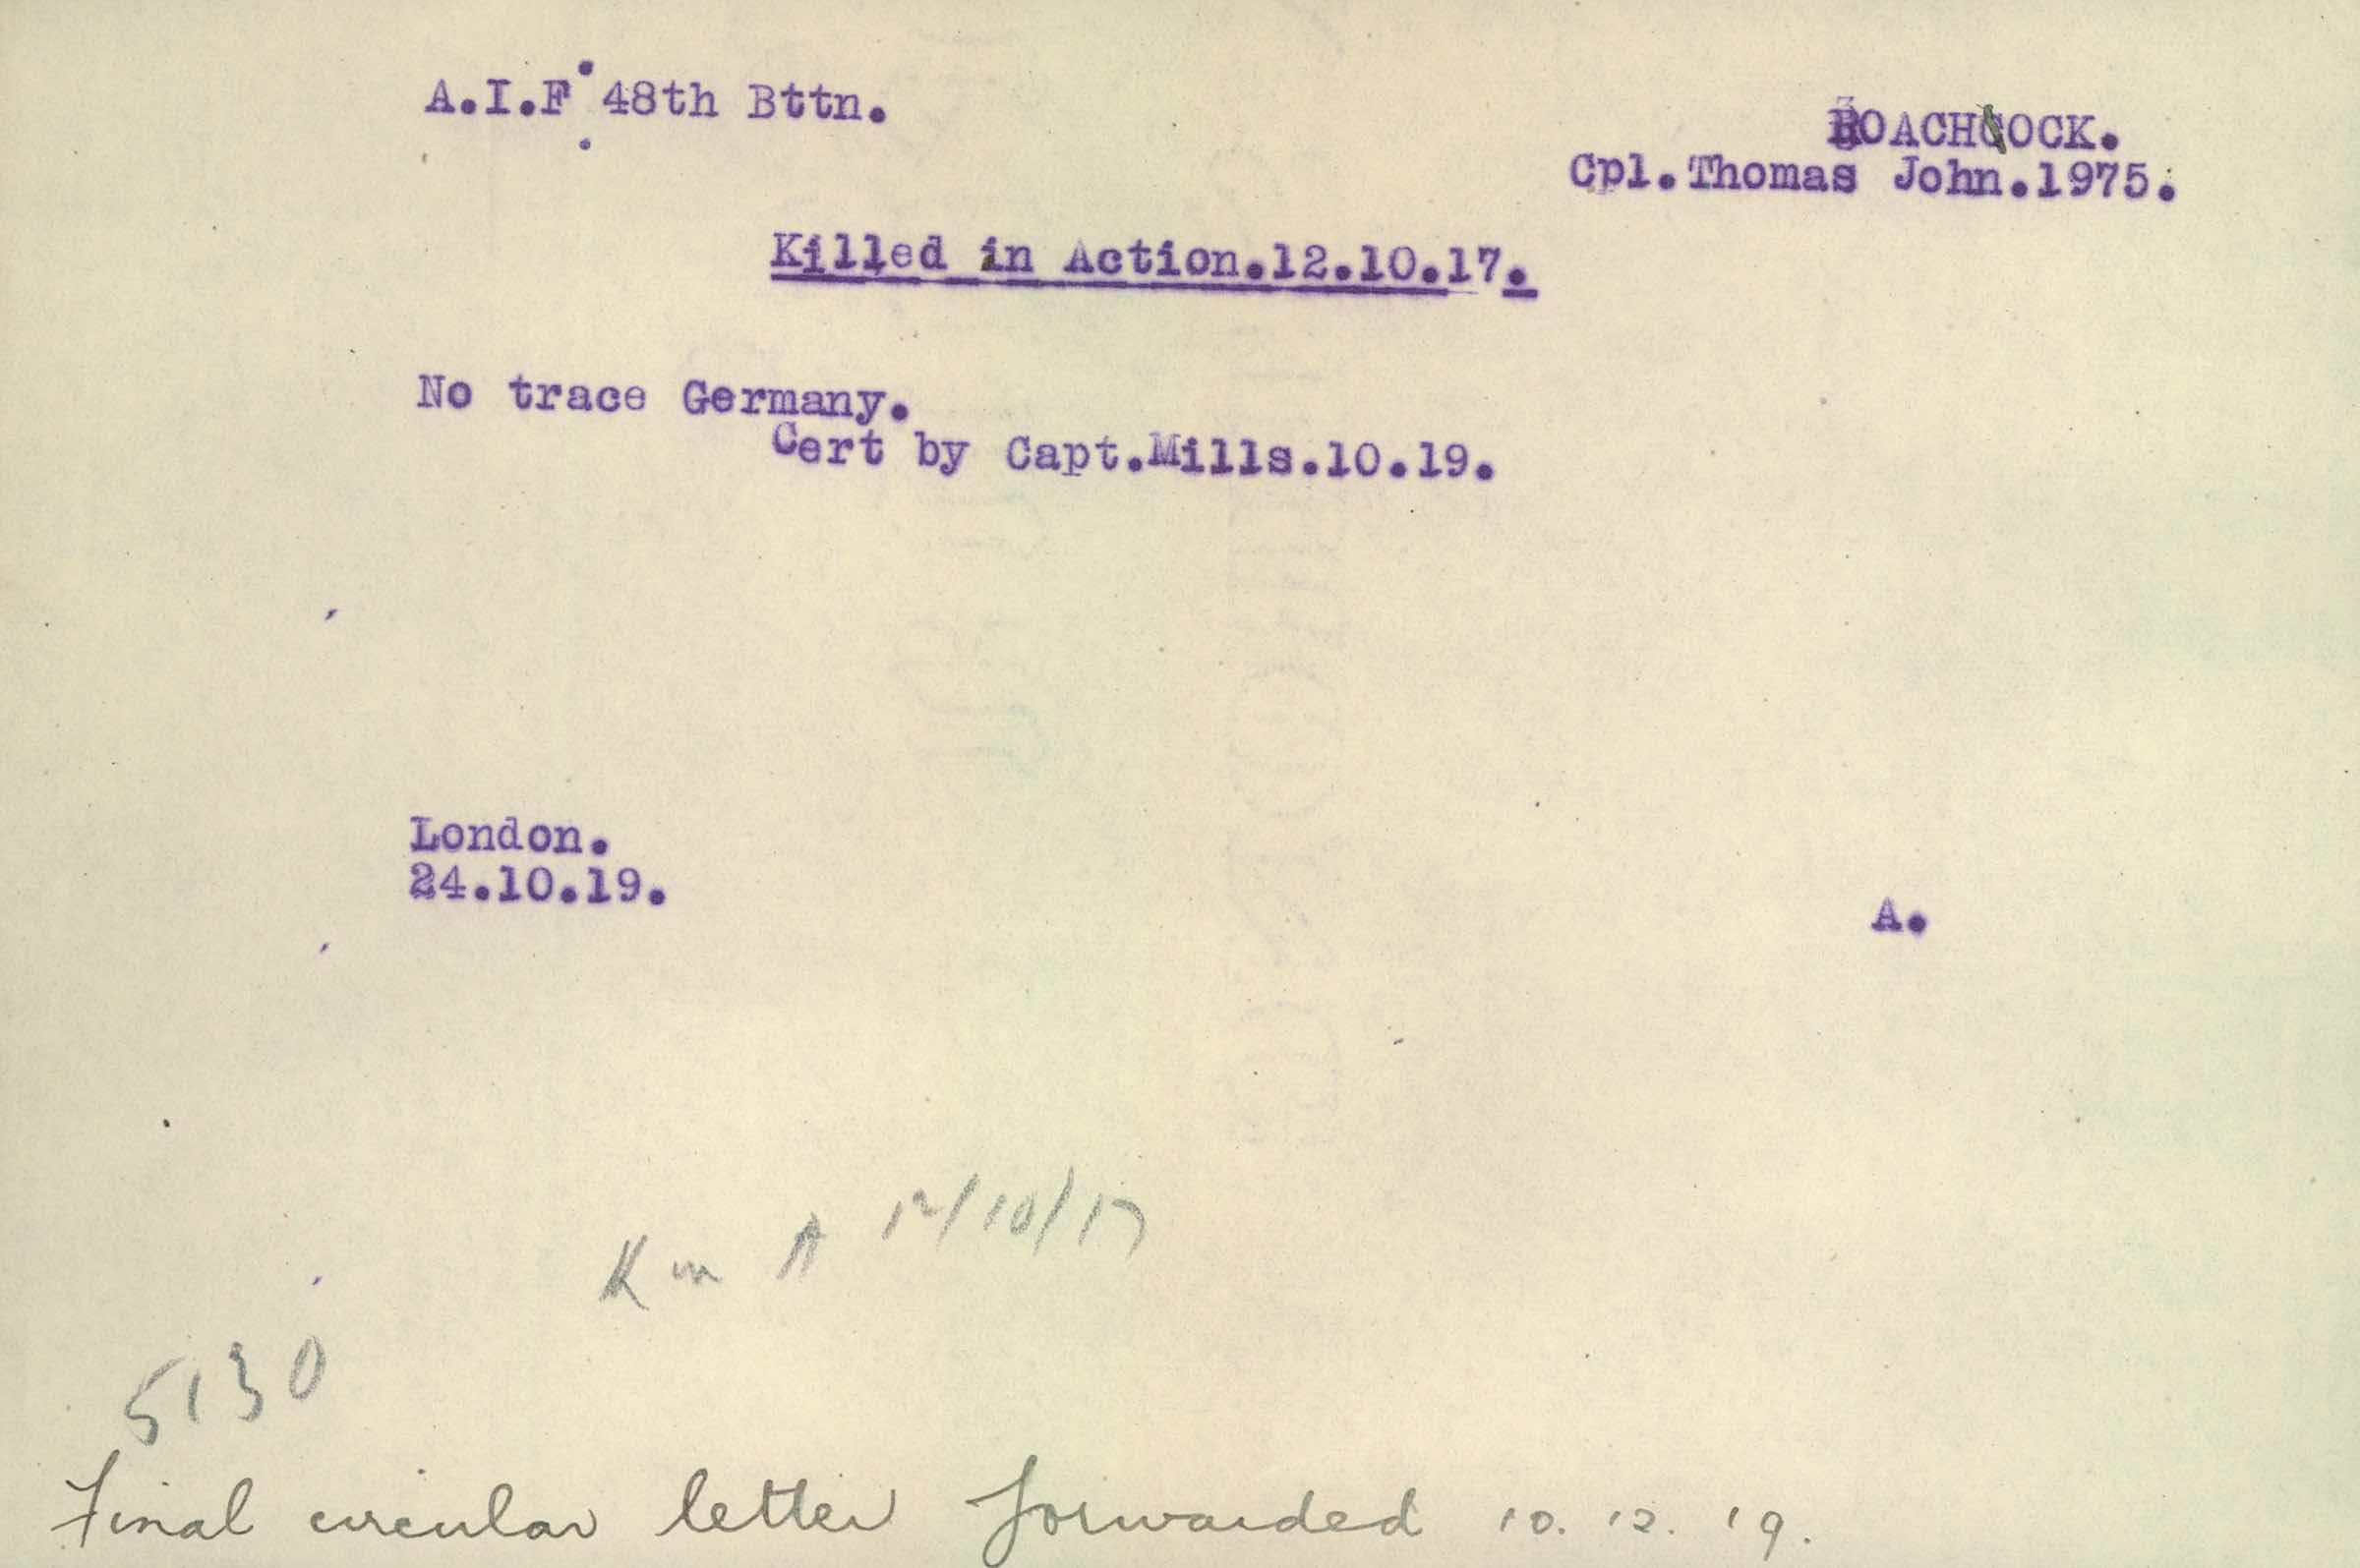 A.I.F 48th Bttn.
ROACHOCK.
Cpl. Thomas John. 1975.
Killed in Action. 12.10.17.
No trace Germany.
Cert by Capt. Mills. 10.19.
London.
24.10.19.
A.
K in A 12/10/17
5130
Final circular letter forwarded 10. 12. 19.